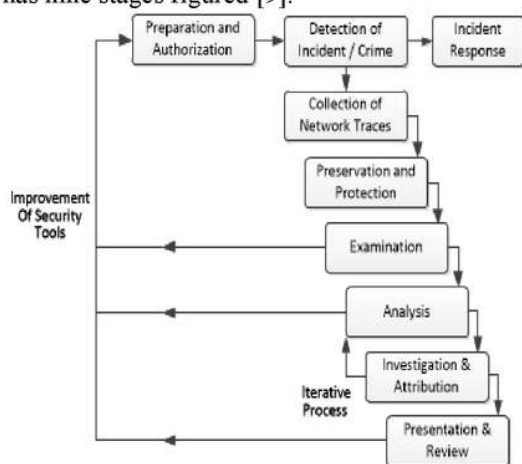 has nine stages figured [9].
Preparation and
Authorization
Detection of
Incident / Crime
Incident
Response
Collection of
Network Traces
Preservation and
Protection
Improvement
Of Security
Tools
Examination
Analysis
Investigation &
Attribution
Iterative
Process
Presentation &
Review